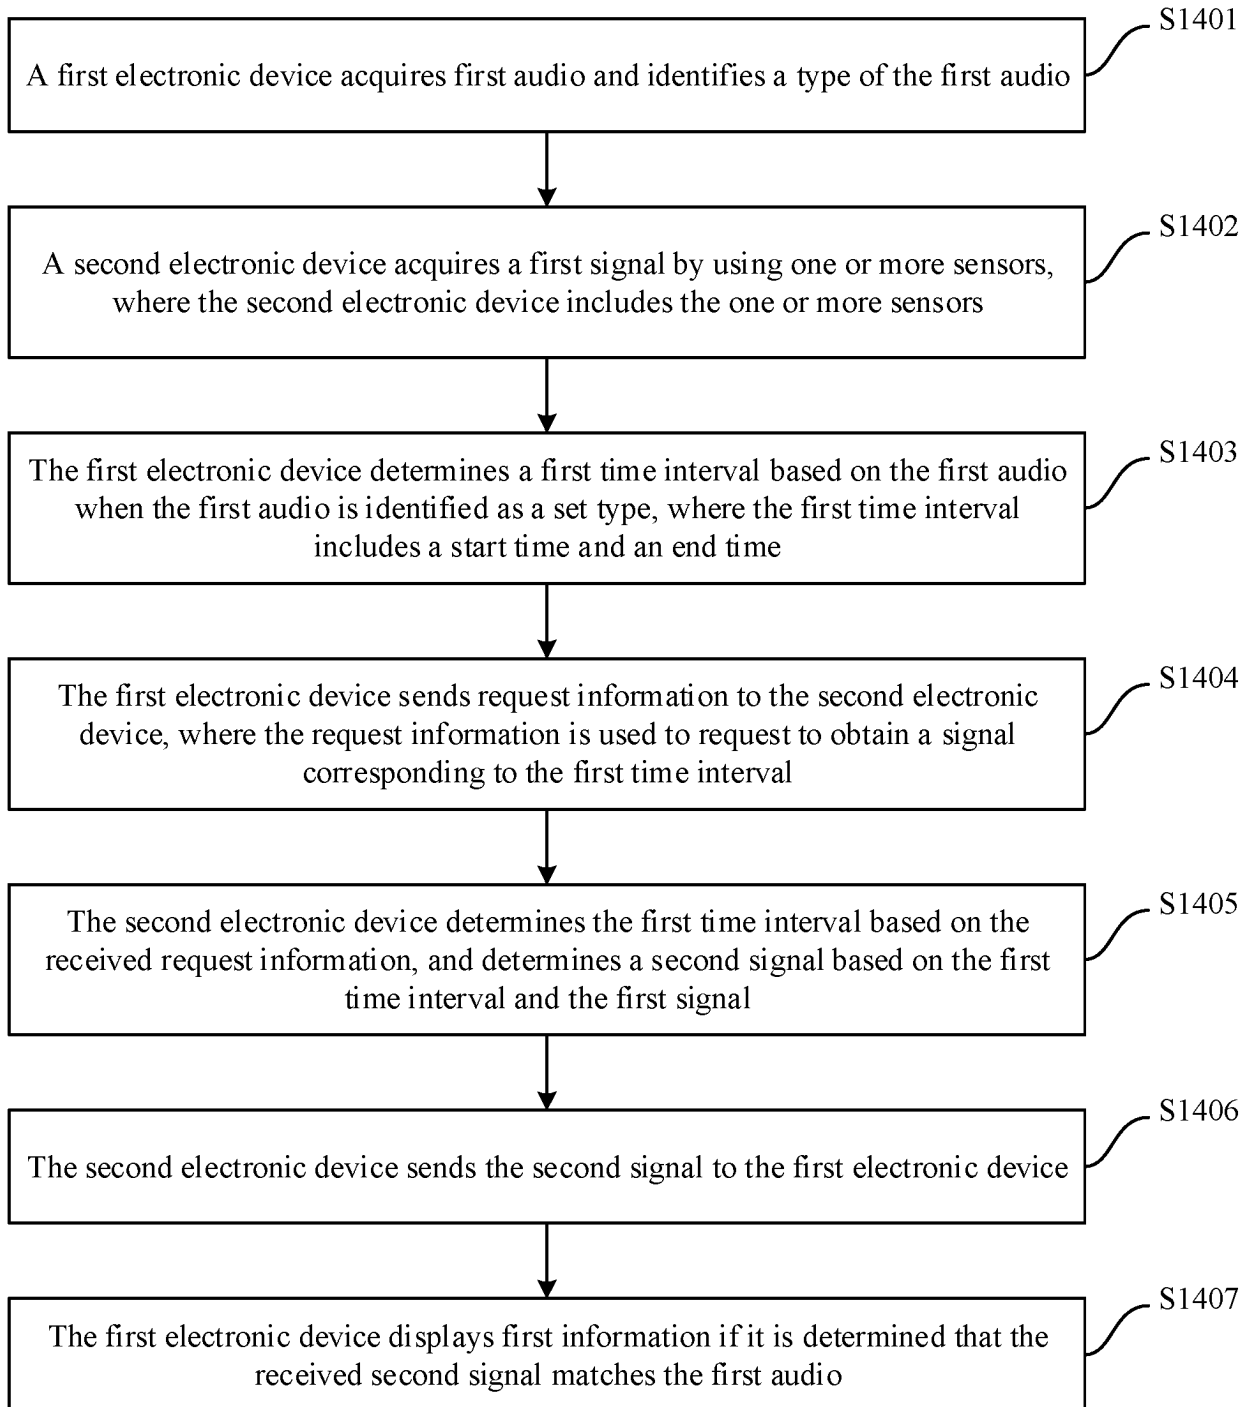 S1401
A first electronic device acquires first audio and identifies a type of the first audio
S1402
A second electronic device acquires a first signal by using one or more sensors,
where the second electronic device includes the one or more sensors
S1403
The first electronic device determines a first time interval based on the first audio
when the first audio is identified as a set type, where the first time interval
includes a start time and an end time
S1404
The first electronic device sends request information to the second electronic
device, where the request information is used to request to obtain a signal
corresponding to the first time interval
S1405
The second electronic device determines the first time interval based on the
received request information, and determines a second signal based on the first
time interval and the first signal
S1406
The second electronic device sends the second signal to the first electronic device
S1407
The first electronic device displays first information if it is determined that the
received second signal matches the first audio